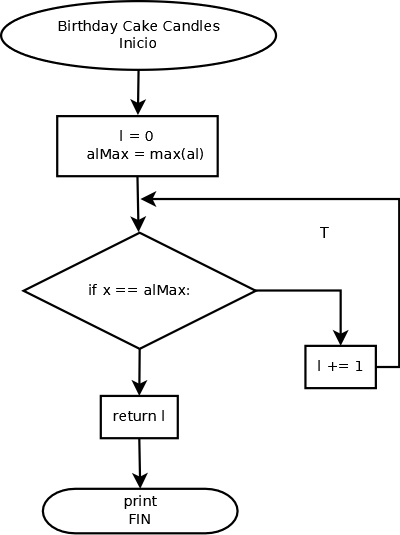 Birthday Cake Candles
Inicio
l = 0
alMax = max(al)
T
if x == alMax:
l += 1
return l
print
FIN